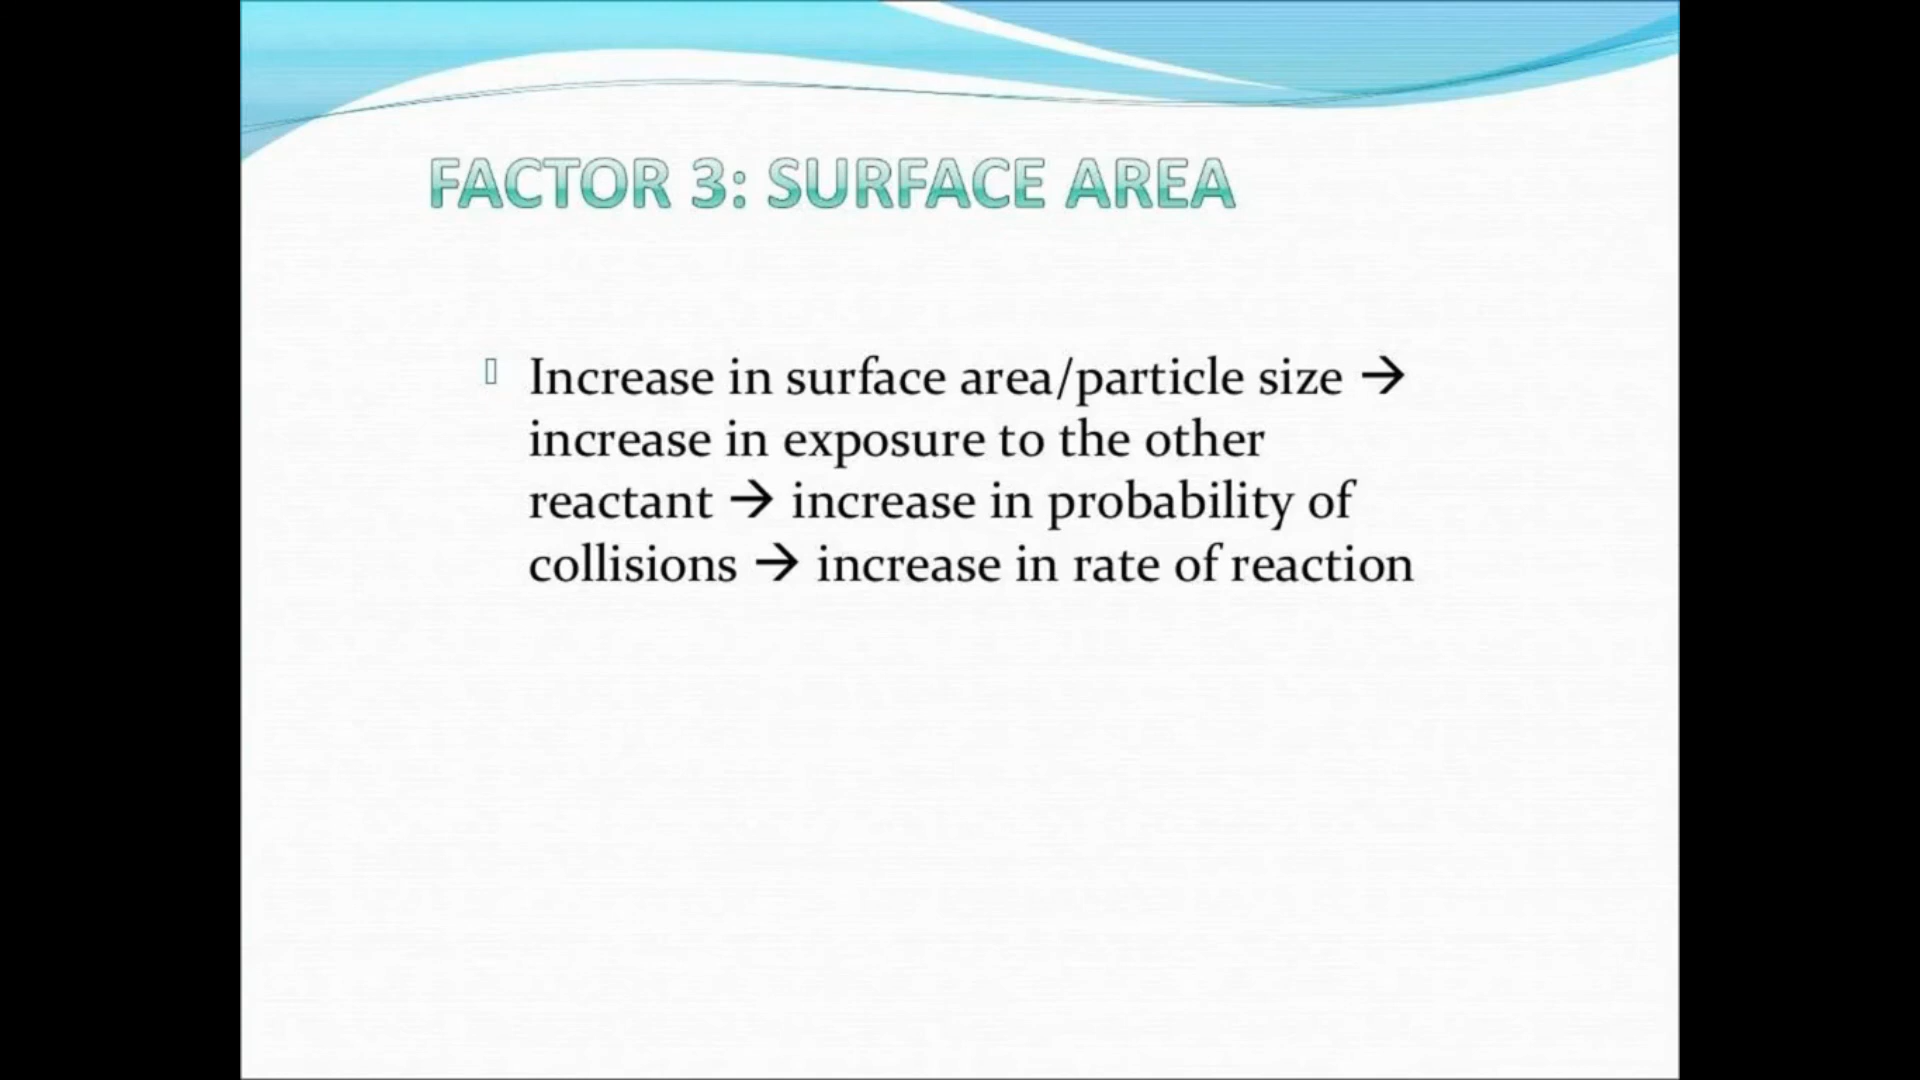 FACTOR 3: SURFACE AREA
Increase in surface area/particle size →
increase in exposure to the other
reactant → increase in probability of
collisions → increase in rate of reaction